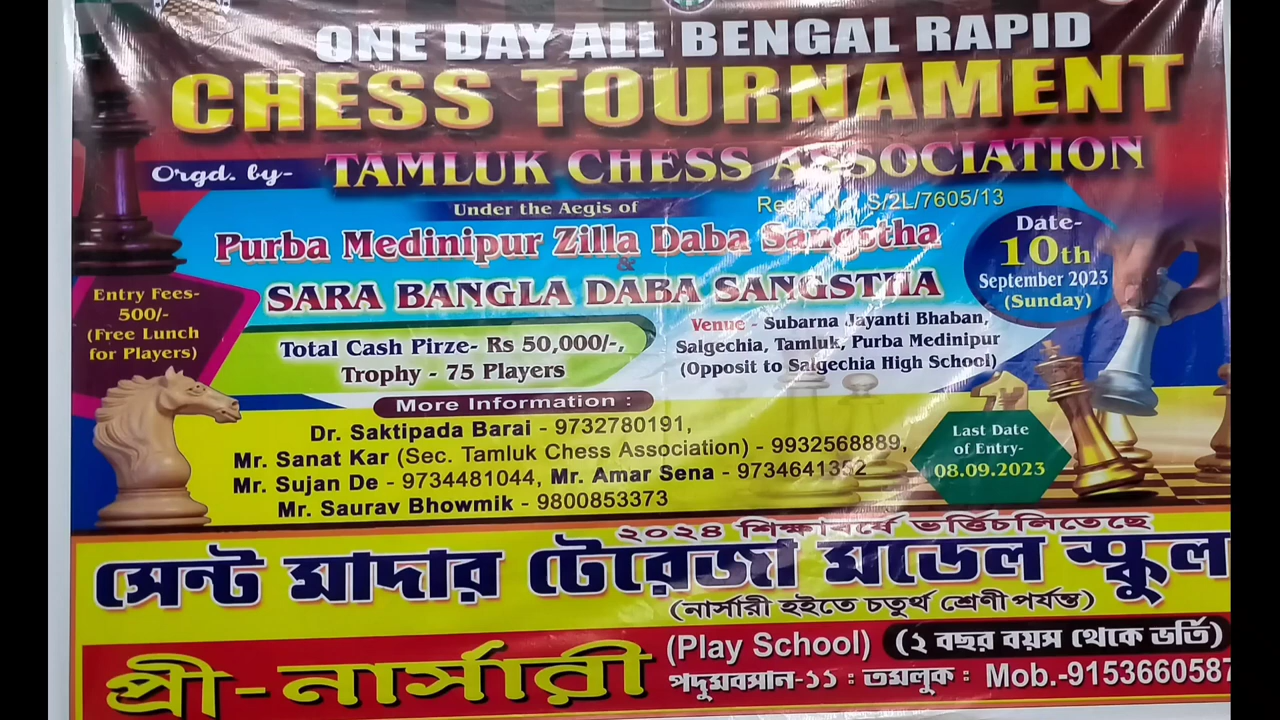 ONE DAY ALL BENGAL RAPID
CHESS TOURNAMENT
Orgd. by- TAMLUK CHESS ASSOCIATION
Under the Aegis of
Regd. No. S/2L/7605/13
Purba Medinipur Zilla Daba Sangstha
&
SARA BANGLA DABA SANGSTHA
Date-
10th
September 2023
(Sunday)
Entry Fees-
500/-
(Free Lunch
for Players)
Total Cash Pirze- Rs 50,000/-,
Trophy - 75 Players
Venue - Subarna Jayanti Bhaban,
Salgechia, Tamluk, Purba Medinipur
(Opposit to Salgechia High School)
More Information :
Dr. Saktipada Barai - 9732780191,
Mr. Sanat Kar (Sec. Tamluk Chess Association) - 9932568889,
Mr. Sujan De - 9734481044, Mr. Amar Sena - 9734641352
Mr. Saurav Bhowmik - 9800853373
Last Date
of Entry-
08.09.2023
২০২৪ শিক্ষাবর্ষে ভর্ত্তিচলিতেছে
সেন্ট মাদার টেরেজা মডেল স্কুল
(নার্সারী হইতে চতুর্থ শ্রেণী পর্যন্ত)
প্রী-নার্সারী
(Play School) (২ বছর বয়স থেকে ভর্তি)
পদুমবসান-১১ : তমলুক : Mob.-9153660587